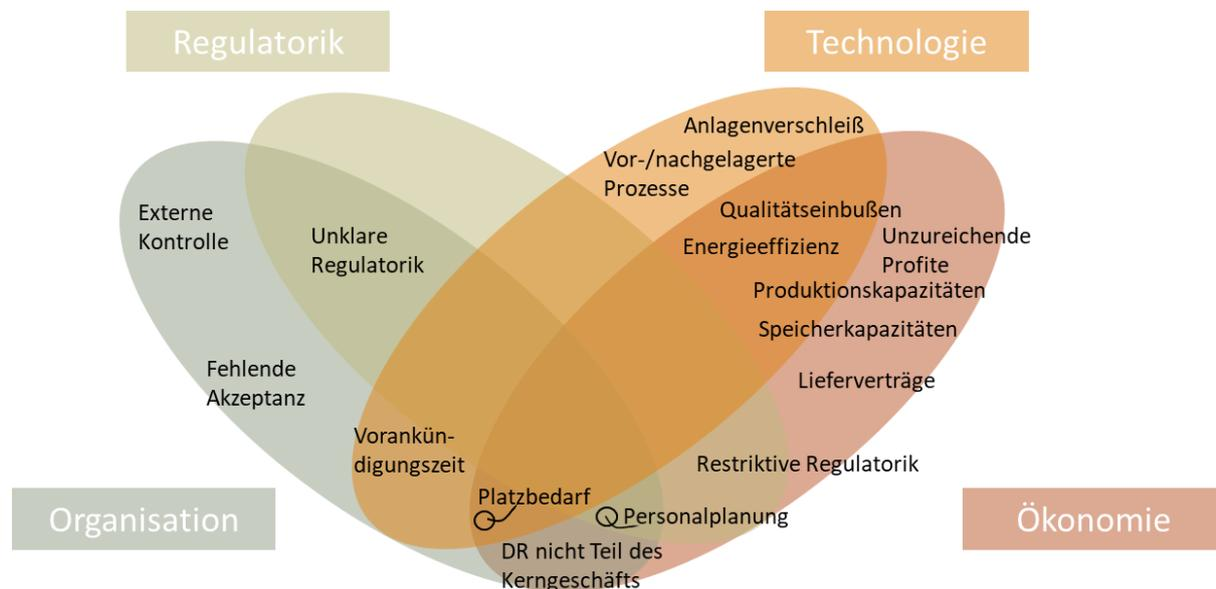 Regulatorik
Technologie
Anlagenverschleiß
Vor-/nachgelagerte
Prozesse
Externe
Kontrolle
Unklare
Regulatorik
Qualitätseinbußen
Energieeffizienz
Unzureichende
Profite
Produktionskapazitäten
Speicherkapazitäten
Fehlende
Akzeptanz
Lieferverträge
Vorankün-
digungszeit
Restriktive Regulatorik
Platzbedarf
Personalplanung
Organisation
Ökonomie
DR nicht Teil des
Kerngeschäfts